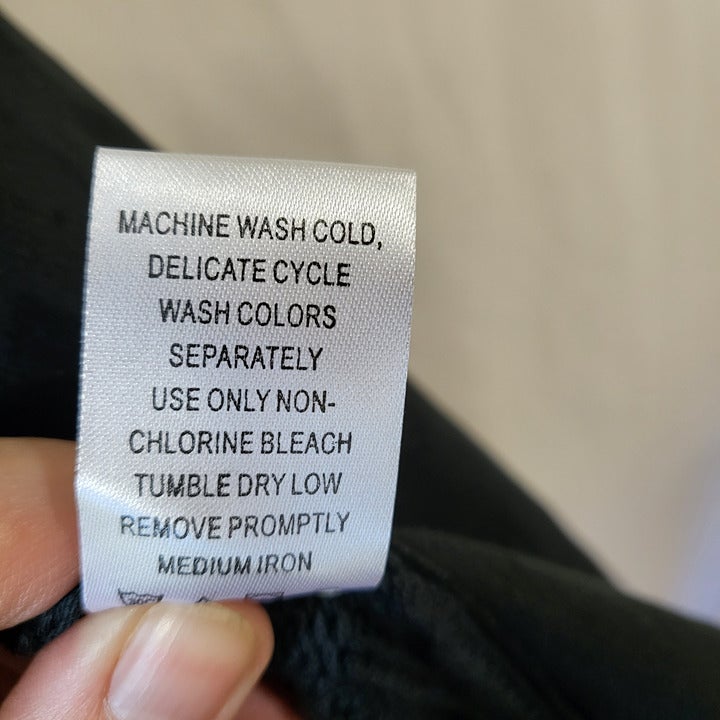 MACHINE WASH COLD,
DELICATE CYCLE
WASH COLORS
SEPARATELY
USE ONLY NON-
CHLORINE BLEACH
TUMBLE DRY LOW
REMOVE PROMPTLY
MEDIUM IRON